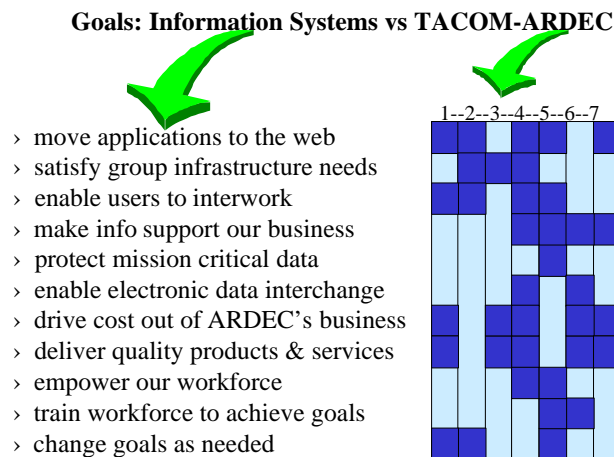 Goals: Information Systems vs TACOM-ARDEC
1--2--3--4--5--6--7
› move applications to the web
› satisfy group infrastructure needs
› enable users to interwork
› make info support our business
› protect mission critical data
› enable electronic data interchange
› drive cost out of ARDEC’s business
› deliver quality products & services
› empower our workforce
› train workforce to achieve goals
› change goals as needed